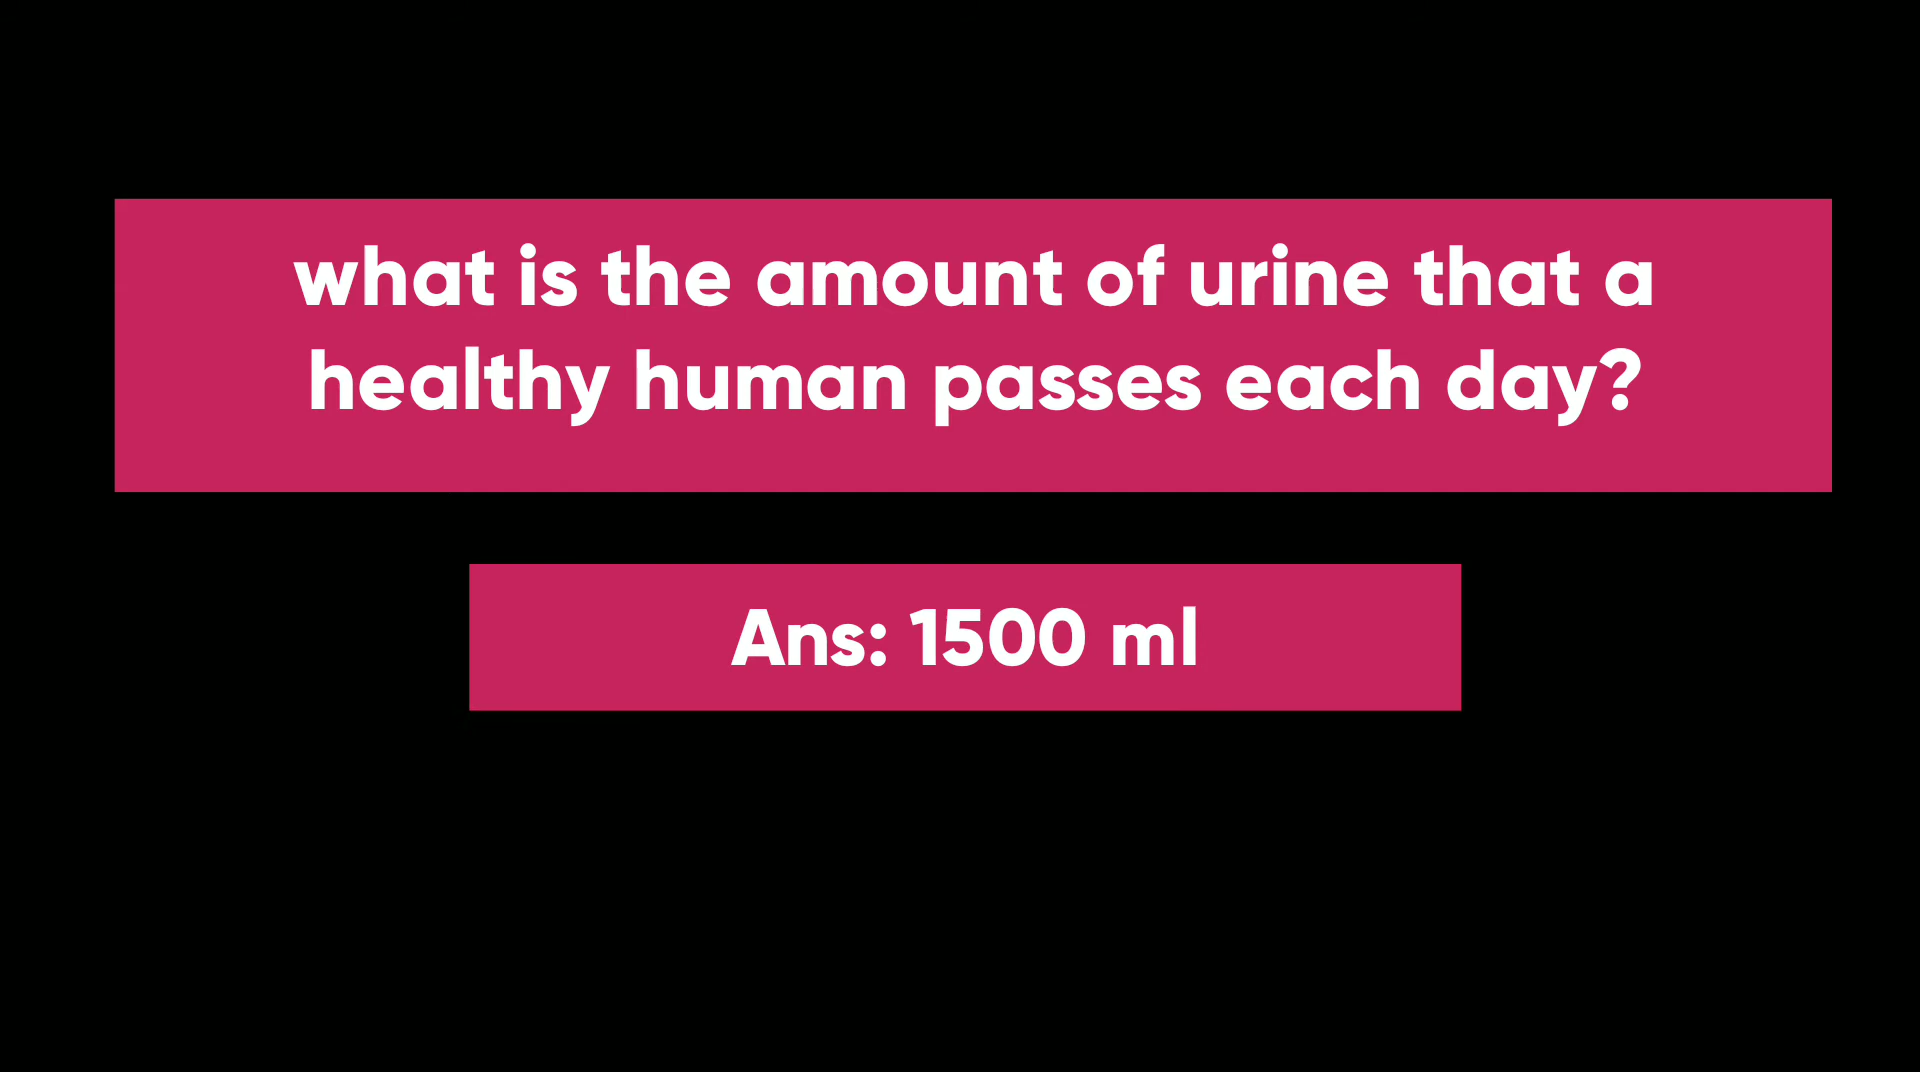 what is the amount of urine that a
healthy human passes each day?
Ans: 1500 ml